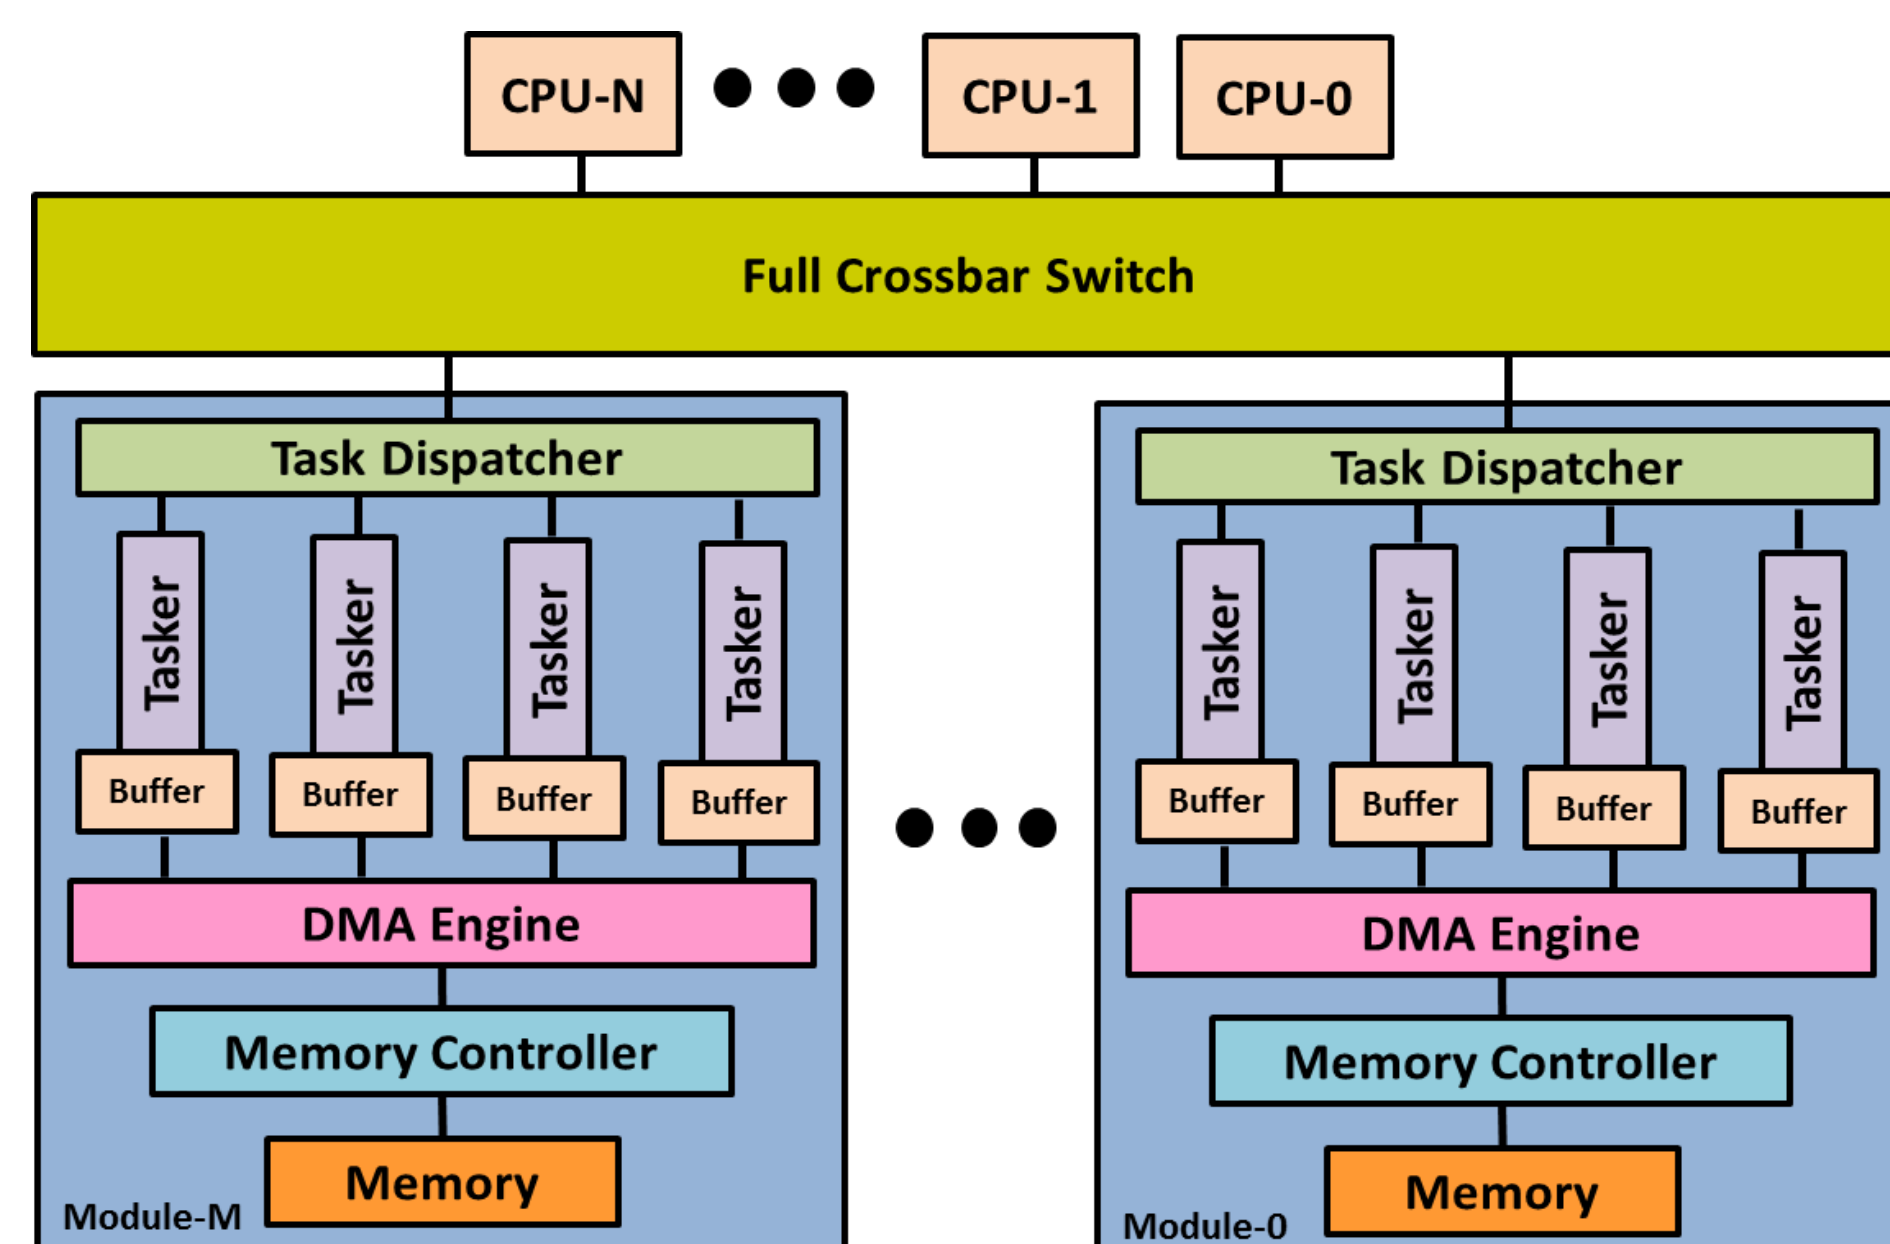 CPU-N
CPU-1
CPU-0
Full Crossbar Switch
Task Dispatcher
Tasker
Tasker
Tasker
Tasker
Buffer
Buffer
Buffer
Buffer
DMA Engine
Memory Controller
Memory
Module-M
Task Dispatcher
Tasker
Tasker
Tasker
Tasker
Buffer
Buffer
Buffer
Buffer
DMA Engine
Memory Controller
Memory
Module-0